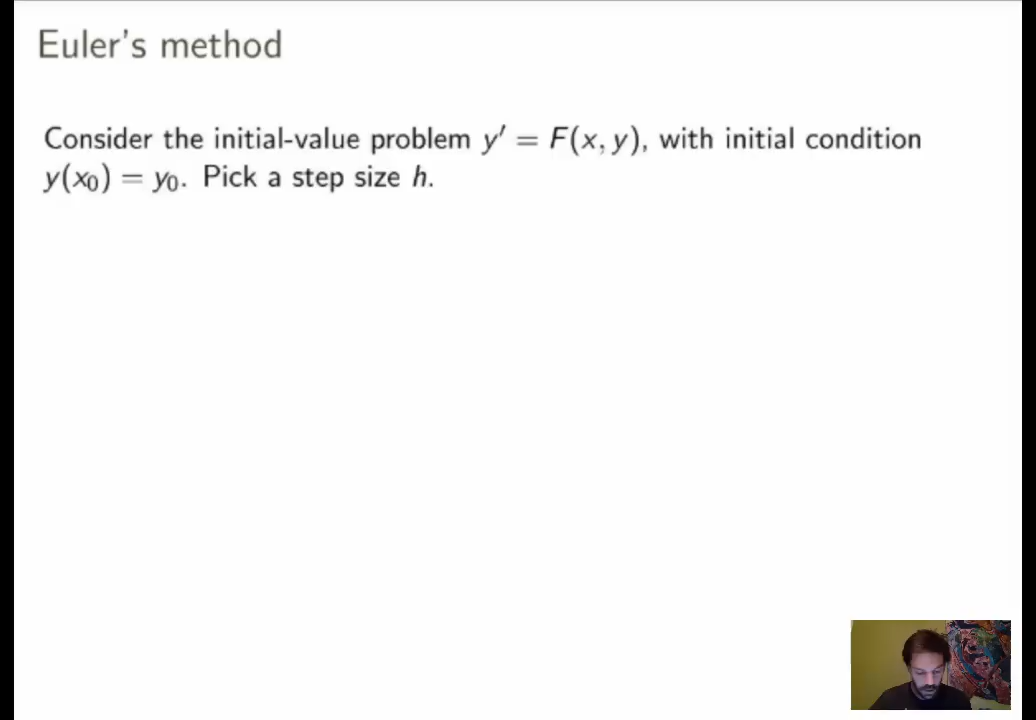 Euler's method
Consider the initial-value problem y′ = F(x, y), with initial condition
y(x₀) = y₀. Pick a step size h.